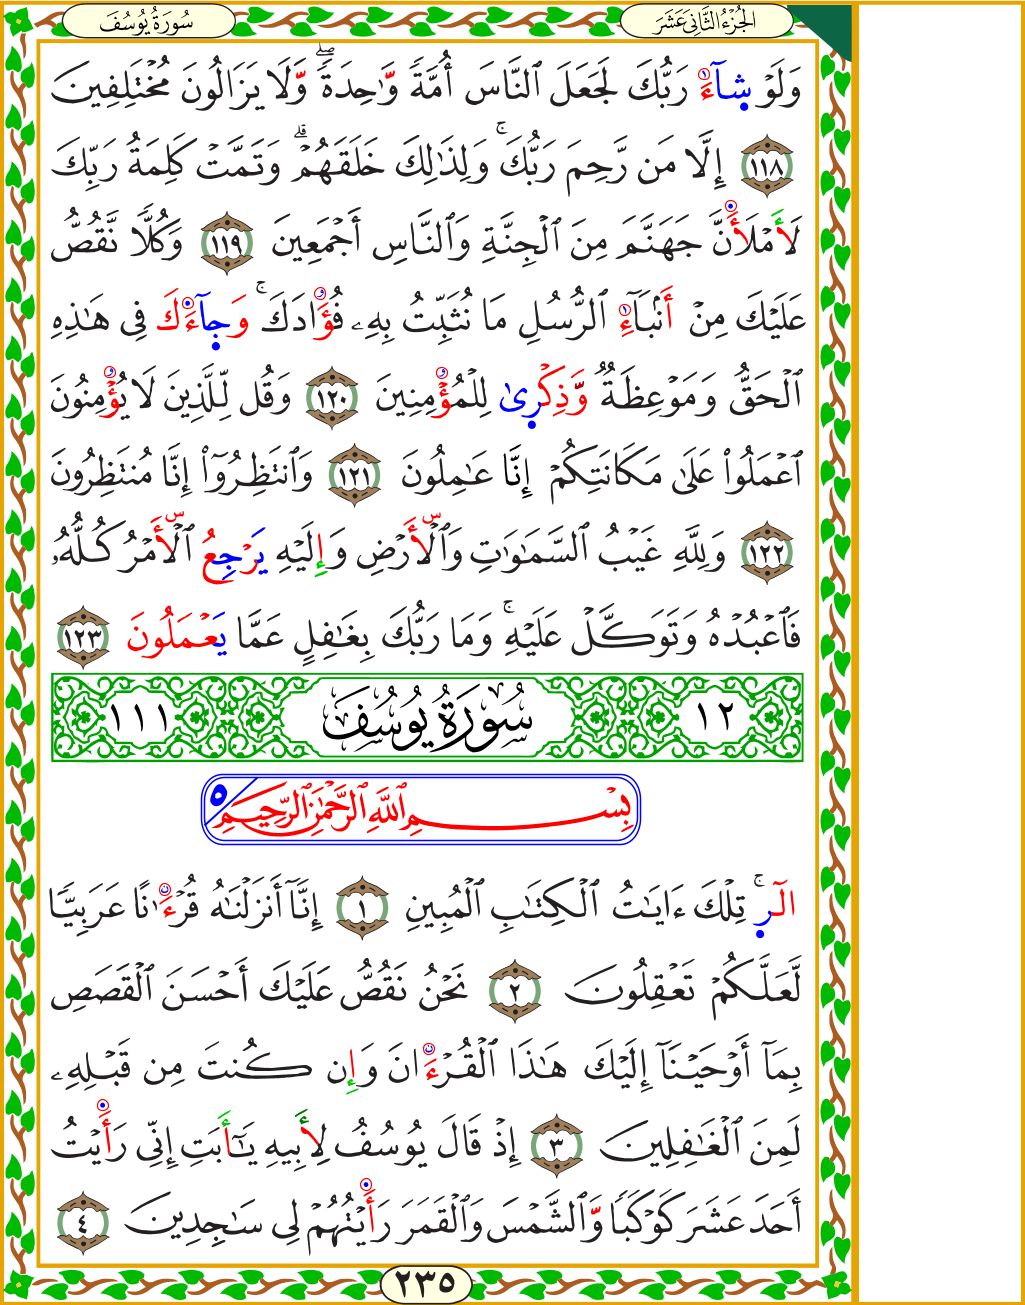 الجُزْءُ الثَّانِيَ عَشَرَ
سُورَةُ يُوسُفَ
وَلَوْ شَآءَ رَبُّكَ لَجَعَلَ ٱلنَّاسَ أُمَّةً وَٰحِدَةًۖ وَّلَا يَزَالُونَ مُخْتَلِفِينَ
١١٨ إِلَّا مَن رَّحِمَ رَبُّكَۚ وَلِذَٰلِكَ خَلَقَهُمْۗ وَتَمَّتْ كَلِمَةُ رَبِّكَ
لَأَمْلَأَنَّ جَهَنَّمَ مِنَ ٱلْجِنَّةِ وَٱلنَّاسِ أَجْمَعِينَ ١١٩ وَكُلًّا نَّقُصُّ
عَلَيْكَ مِنْ أَنۢبَآءِ ٱلرُّسُلِ مَا نُثَبِّتُ بِهِۦ فُؤَادَكَۚ وَجَآءَكَ فِى هَٰذِهِ
ٱلْحَقُّ وَمَوْعِظَةٌ وَّذِكْرِىٰ لِلْمُؤْمِنِينَ ١٢٠ وَقُل لِّلَّذِينَ لَا يُؤْمِنُونَ
ٱعْمَلُوا۟ عَلَىٰ مَكَانَتِكُمْ إِنَّا عَٰمِلُونَ ١٢١ وَٱنتَظِرُوٓا۟ إِنَّا مُنتَظِرُونَ
١٢٢ وَلِلَّهِ غَيْبُ ٱلسَّمَٰوَٰتِ وَٱلْأَرْضِ وَإِلَيْهِ يَرْجِعُ ٱلْأَمْرُ كُلُّهُۥ
فَٱعْبُدْهُ وَتَوَكَّلْ عَلَيْهِۚ وَمَا رَبُّكَ بِغَٰفِلٍ عَمَّا يَعْمَلُونَ ١٢٣
١٢ سُورَةُ يُوسُفَ ١١١
بِسْمِ ٱللَّهِ ٱلرَّحْمَٰنِ ٱلرَّحِيمِ ٥
الٓرۚ تِلْكَ ءَايَٰتُ ٱلْكِتَٰبِ ٱلْمُبِينِ ١ إِنَّآ أَنزَلْنَٰهُ قُرْءَٰنًا عَرَبِيًّا
لَّعَلَّكُمْ تَعْقِلُونَ ٢ نَحْنُ نَقُصُّ عَلَيْكَ أَحْسَنَ ٱلْقَصَصِ
بِمَآ أَوْحَيْنَآ إِلَيْكَ هَٰذَا ٱلْقُرْءَانَ وَإِن كُنتَ مِن قَبْلِهِۦ
لَمِنَ ٱلْغَٰفِلِينَ ٣ إِذْ قَالَ يُوسُفُ لِأَبِيهِ يَٰٓأَبَتِ إِنِّى رَأَيْتُ
أَحَدَ عَشَرَ كَوْكَبًا وَّٱلشَّمْسَ وَٱلْقَمَرَ رَأَيْتُهُمْ لِى سَٰجِدِينَ ٤
٢٣٥